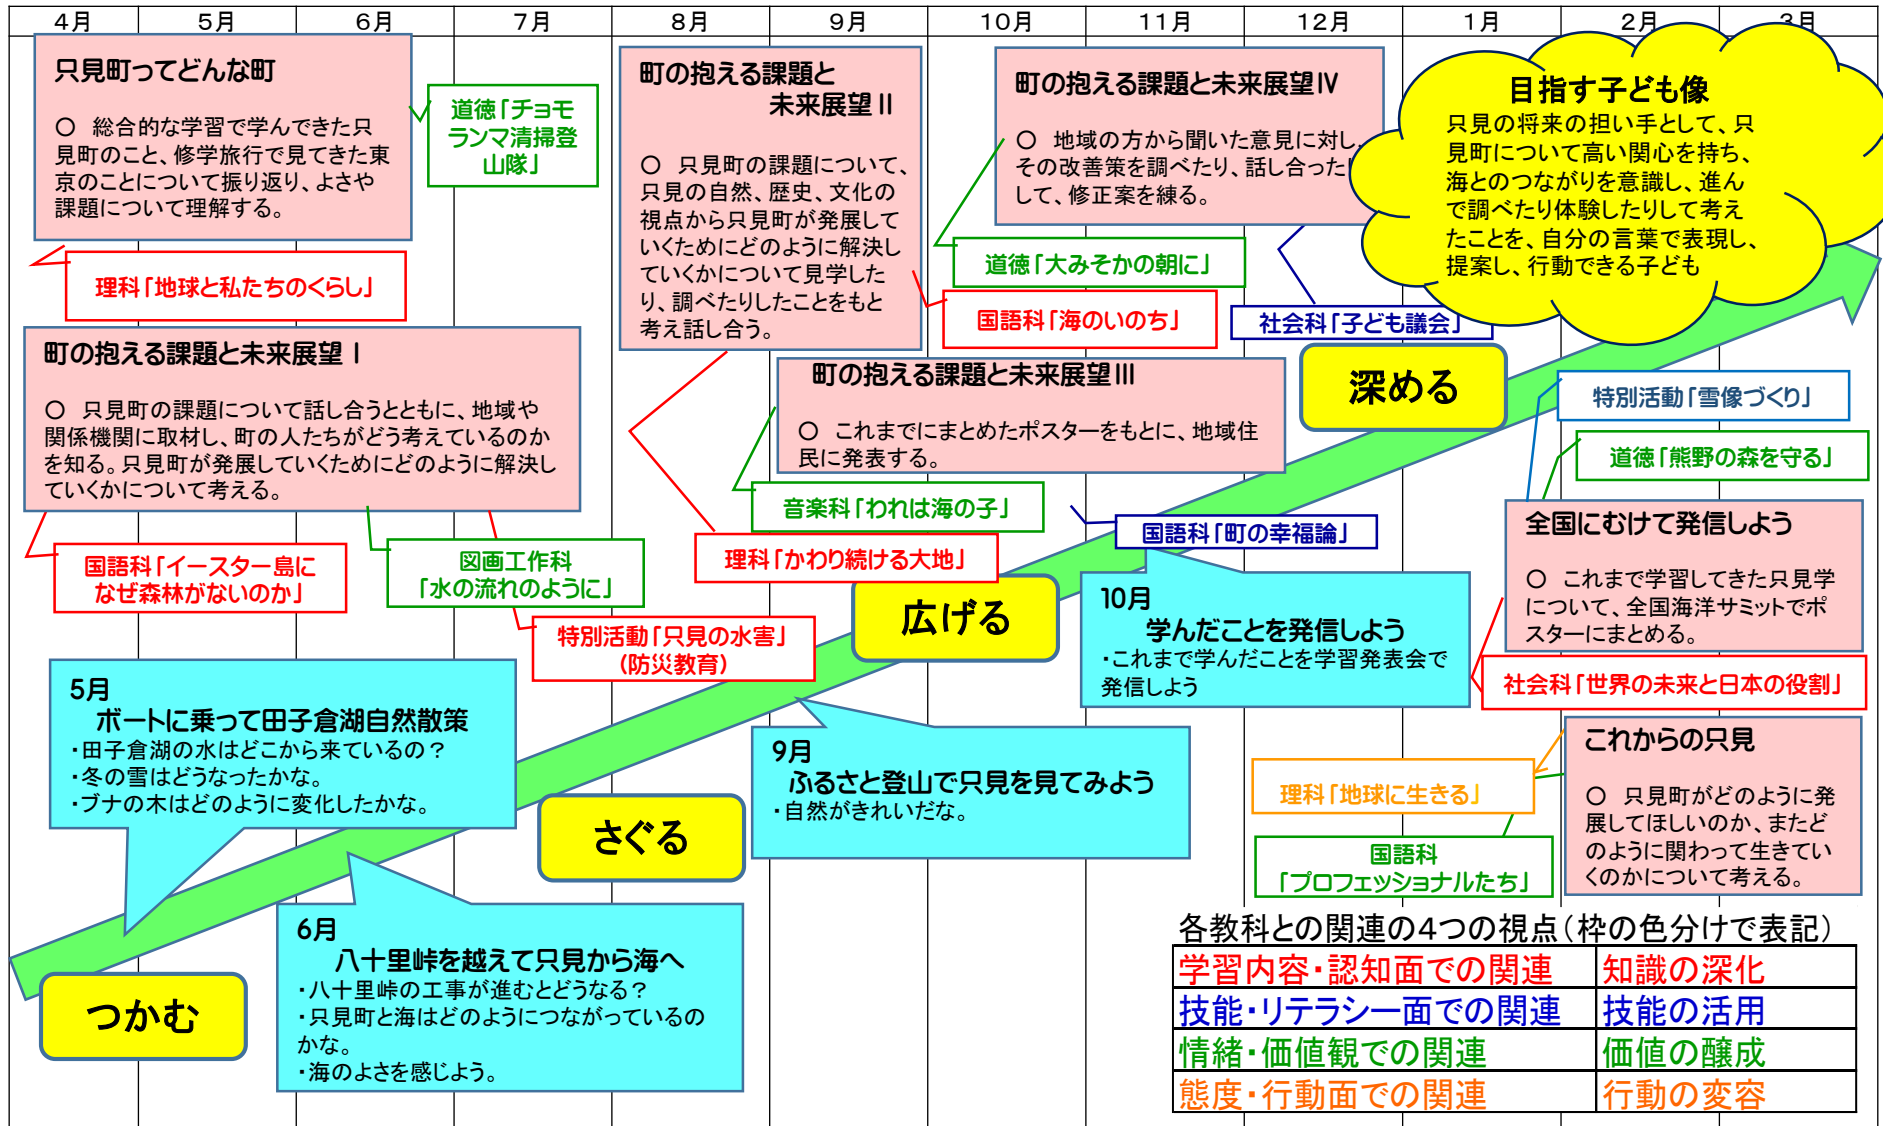 4月 5月 6月 7月 8月 9月 10月 11月 12月 1月 2月 3月
只見町ってどんな町
○ 総合的な学習で学んできた只
見町のこと、修学旅行で見てきた東
京のことについて振り返り、よさや
課題について理解する。
道徳「チョモ
ランマ清掃登
山隊」
理科「地球と私たちのくらし」
町の抱える課題と未来展望Ⅰ
○ 只見町の課題について話し合うとともに、地域や
関係機関に取材し、町の人たちがどう考えているのか
を知る。只見町が発展していくためにどのように解決し
ていくかについて考える。
国語科「イースター島に
なぜ森林がないのか」
図画工作科
「水の流れのように」
特別活動「只見の水害」
(防災教育)
町の抱える課題と
未来展望Ⅱ
○ 只見町の課題について、
只見の自然、歴史、文化の
視点から只見町が発展して
いくためにどのように解決し
ていくかについて見学した
り、調べたりしたことをもと
考え話し合う。
町の抱える課題と未来展望Ⅳ
○ 地域の方から聞いた意見に対し、
その改善策を調べたり、話し合った
して、修正案を練る。
道徳「大みそかの朝に」
国語科「海のいのち」
社会科「子ども議会」
目指す子ども像
只見の将来の担い手として、只
見町について高い関心を持ち、
海とのつながりを意識し、進ん
で調べたり体験したりして考え
たことを、自分の言葉で表現し、
提案し、行動できる子ども
町の抱える課題と未来展望Ⅲ
○ これまでにまとめたポスターをもとに、地域住
民に発表する。
音楽科「われは海の子」
理科「かわり続ける大地」
国語科「町の幸福論」
深める
特別活動「雪像づくり」
道徳「熊野の森を守る」
全国にむけて発信しよう
○ これまで学習してきた只見学
について、全国海洋サミットでポ
スターにまとめる。
社会科「世界の未来と日本の役割」
広げる
10月
学んだことを発信しよう
・これまで学んだことを学習発表会で
発信しよう
5月
ボートに乗って田子倉湖自然散策
・田子倉湖の水はどこから来ているの?
・冬の雪はどうなったかな。
・ブナの木はどのように変化したかな。
さぐる
9月
ふるさと登山で只見を見てみよう
・自然がきれいだな。
これからの只見
○ 只見町がどのように発
展してほしいのか、またど
のように関わって生きてい
くのかについて考える。
理科「地球に生きる」
国語科
「プロフェッショナルたち」
つかむ
6月
八十里峠を越えて只見から海へ
・八十里峠の工事が進むとどうなる?
・只見町と海はどのようにつながっているの
かな。
・海のよさを感じよう。
各教科との関連の4つの視点(枠の色分けで表記)
学習内容・認知面での関連 知識の深化
技能・リテラシー面での関連 技能の活用
情緒・価値観での関連 価値の醸成
態度・行動面での関連 行動の変容